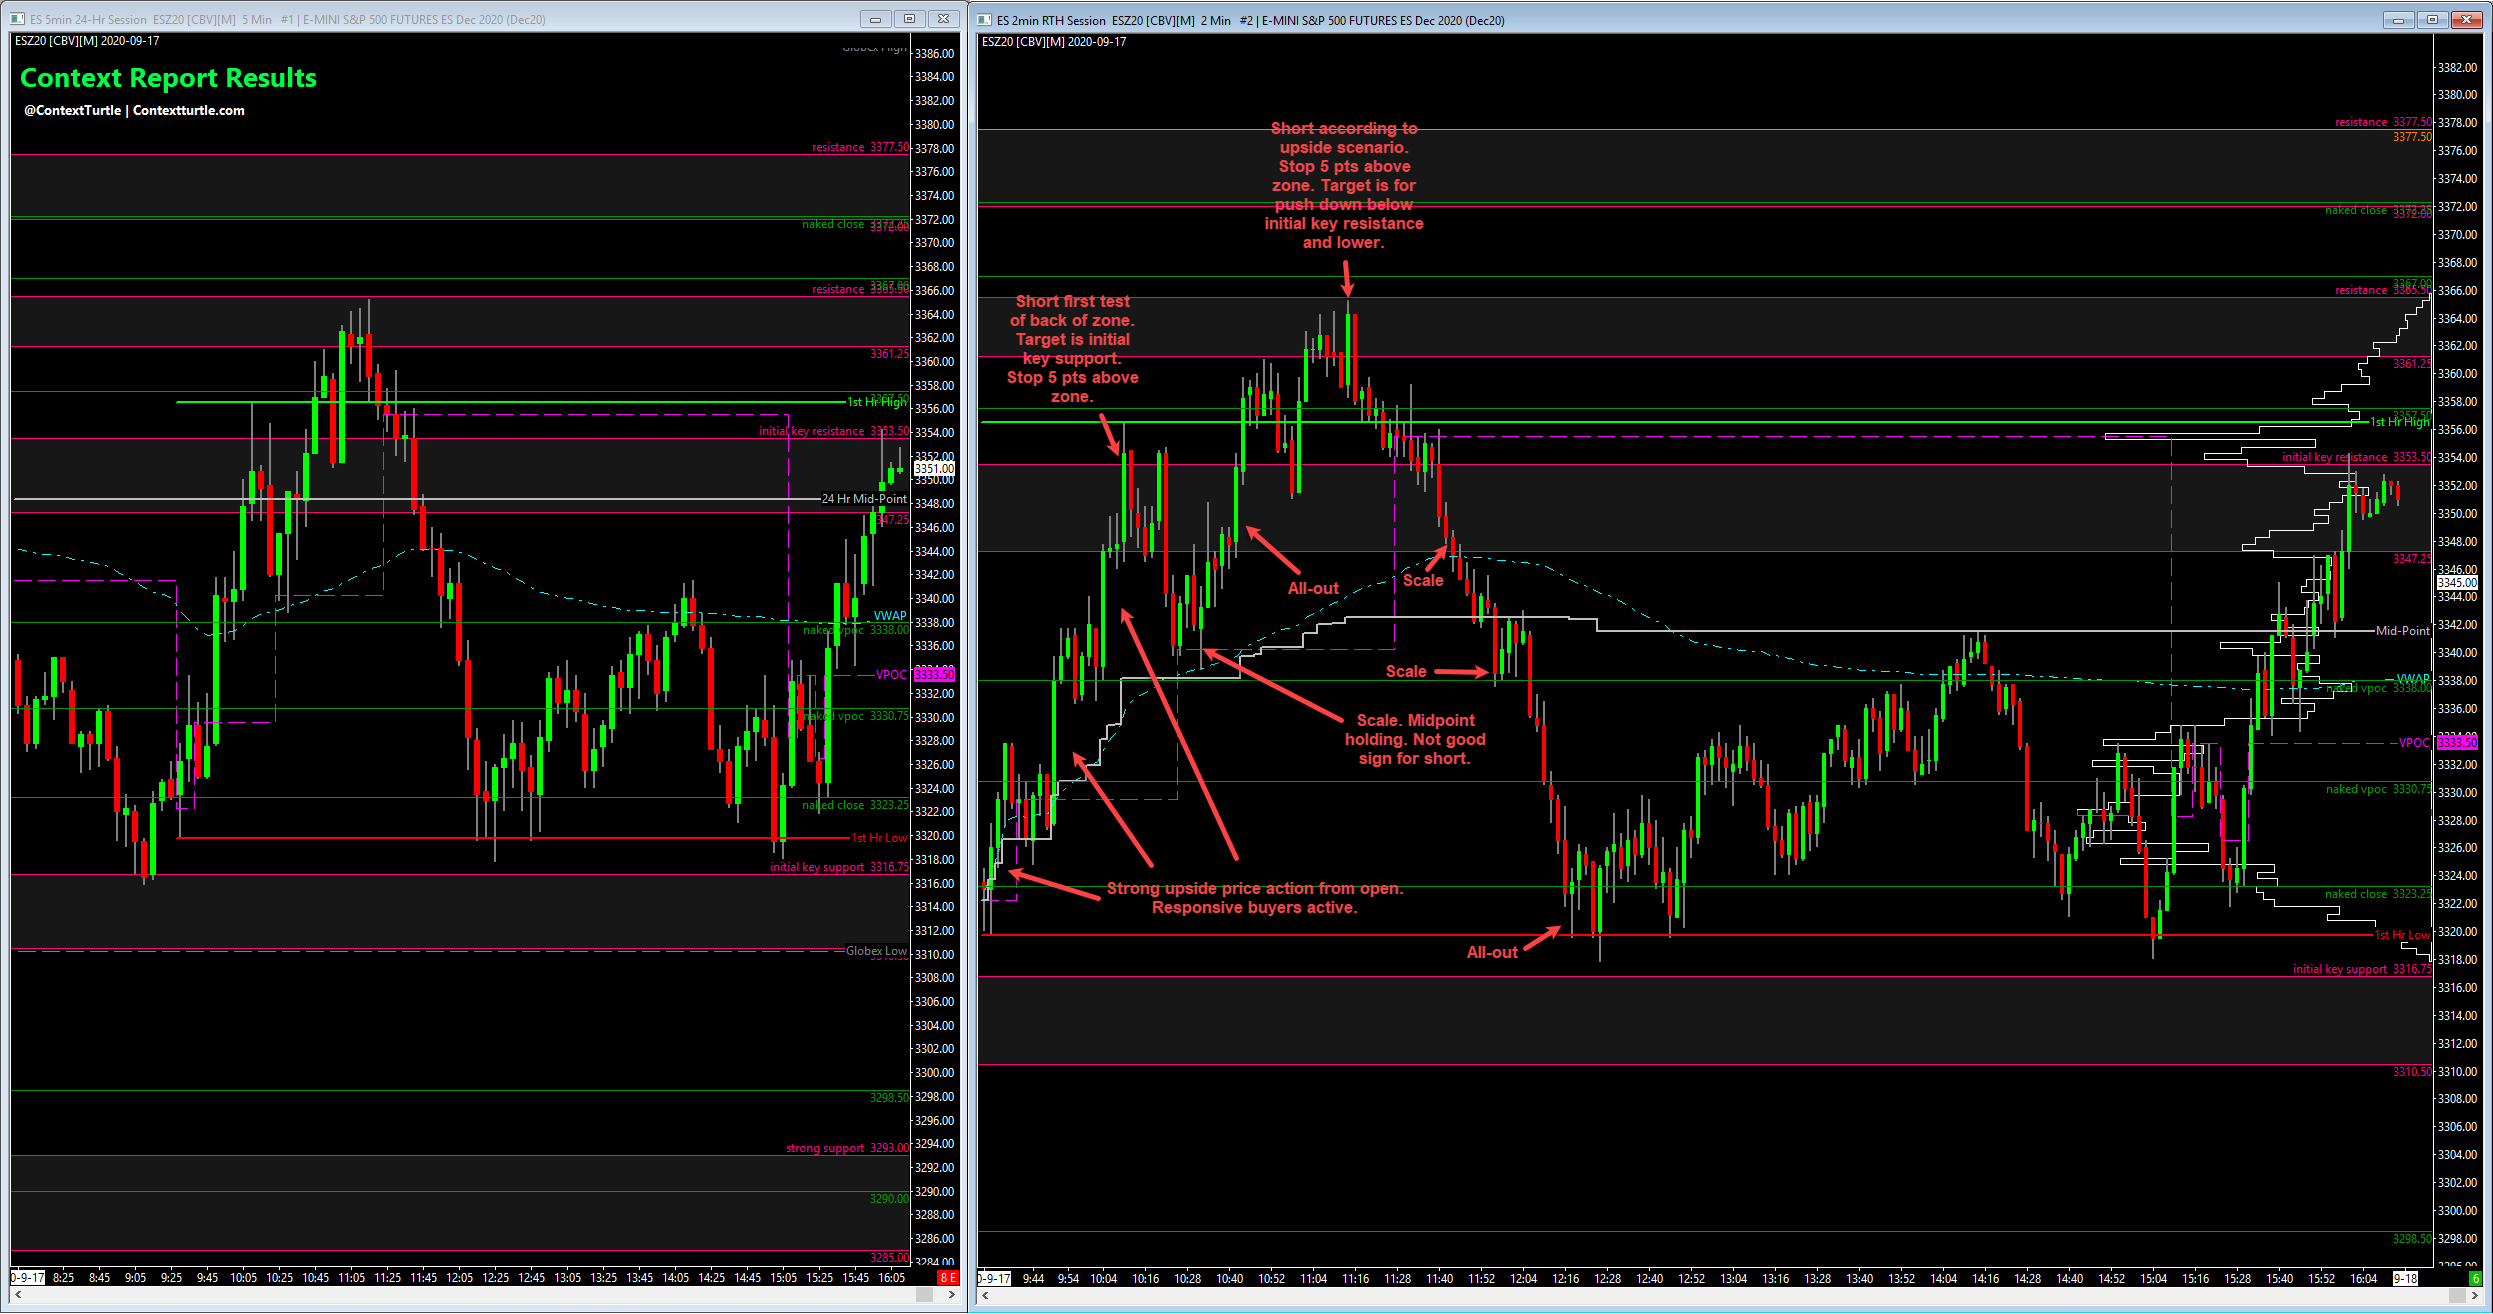 ES 5min 24-Hr Session ESZ20 [CBV][M] 5 Min #1 | E-MINI S&P 500 FUTURES ES Dec 2020 (Dec20)
ESZ20 [CBV][M] 2020-09-17
Context Report Results
@ContextTurtle | Contextturtle.com
Globex High
resistance 3377.50
naked close
3372.00
3367.00
resistance 3365.50
3361.25
1st Hr High
initial key resistance 3353.50
24 Hr Mid-Point
3347.25
VWAP
naked vpoc 3338.00
VPOC
naked vpoc 3330.75
naked close 3323.25
1st Hr Low
initial key support 3316.75
Globex Low
3298.50
strong support 3293.00
3290.00
3285.00
3386.00
3384.00
3382.00
3380.00
3378.00
3376.00
3374.00
3372.00
3370.00
3368.00
3366.00
3364.00
3362.00
3360.00
3358.00
3356.00
3354.00
3352.00
3351.00
3350.00
3348.00
3346.00
3344.00
3342.00
3340.00
3338.00
3336.00
3333.50
3332.00
3330.00
3328.00
3326.00
3324.00
3322.00
3320.00
3318.00
3316.00
3314.00
3312.00
3310.00
3308.00
3306.00
3304.00
3302.00
3300.00
3298.00
3296.00
3294.00
3292.00
3290.00
3288.00
3286.00
3284.00
0-9-17 8:25 8:45 9:05 9:25 9:45 10:05 10:25 10:45 11:05 11:25 11:45 12:05 12:25 12:45 13:05 13:25 13:45 14:05 14:25 14:45 15:05 15:25 15:45 16:05 8 E
ES 2min RTH Session ESZ20 [CBV][M] 2 Min #2 | E-MINI S&P 500 FUTURES ES Dec 2020 (Dec20)
ESZ20 [CBV][M] 2020-09-17
Short according to
upside scenario.
Stop 5 pts above
zone. Target is for
push down below
initial key resistance
and lower.
Short first test
of back of zone.
Target is initial
key support.
Stop 5 pts above
zone.
All-out
Scale
Scale
Scale. Midpoint
holding. Not good
sign for short.
Strong upside price action from open.
Responsive buyers active.
All-out
resistance 3377.50
3377.50
naked close
3372.00
3367.00
resistance 3365.50
3361.25
3357.50
1st Hr High
initial key resistance 3353.50
3347.25
Mid-Point
VWAP
naked vpoc 3338.00
VPOC
naked vpoc 3330.75
naked close 3323.25
1st Hr Low
initial key support 3316.75
3310.50
3298.50
3382.00
3380.00
3378.00
3376.00
3374.00
3372.00
3370.00
3368.00
3366.00
3364.00
3362.00
3360.00
3358.00
3356.00
3354.00
3352.00
3350.00
3348.00
3346.00
3345.00
3344.00
3342.00
3340.00
3338.00
3336.00
3333.50
3332.00
3330.00
3328.00
3326.00
3324.00
3322.00
3320.00
3318.00
3316.00
3314.00
3312.00
3310.00
3308.00
3306.00
3304.00
3302.00
3300.00
3298.00
3296.00
0-9-17 9:44 9:54 10:04 10:16 10:28 10:40 10:52 11:04 11:16 11:28 11:40 11:52 12:04 12:16 12:28 12:40 12:52 13:04 13:16 13:28 13:40 13:52 14:04 14:16 14:28 14:40 14:52 15:04 15:16 15:28 15:40 15:52 16:04 9-18 6